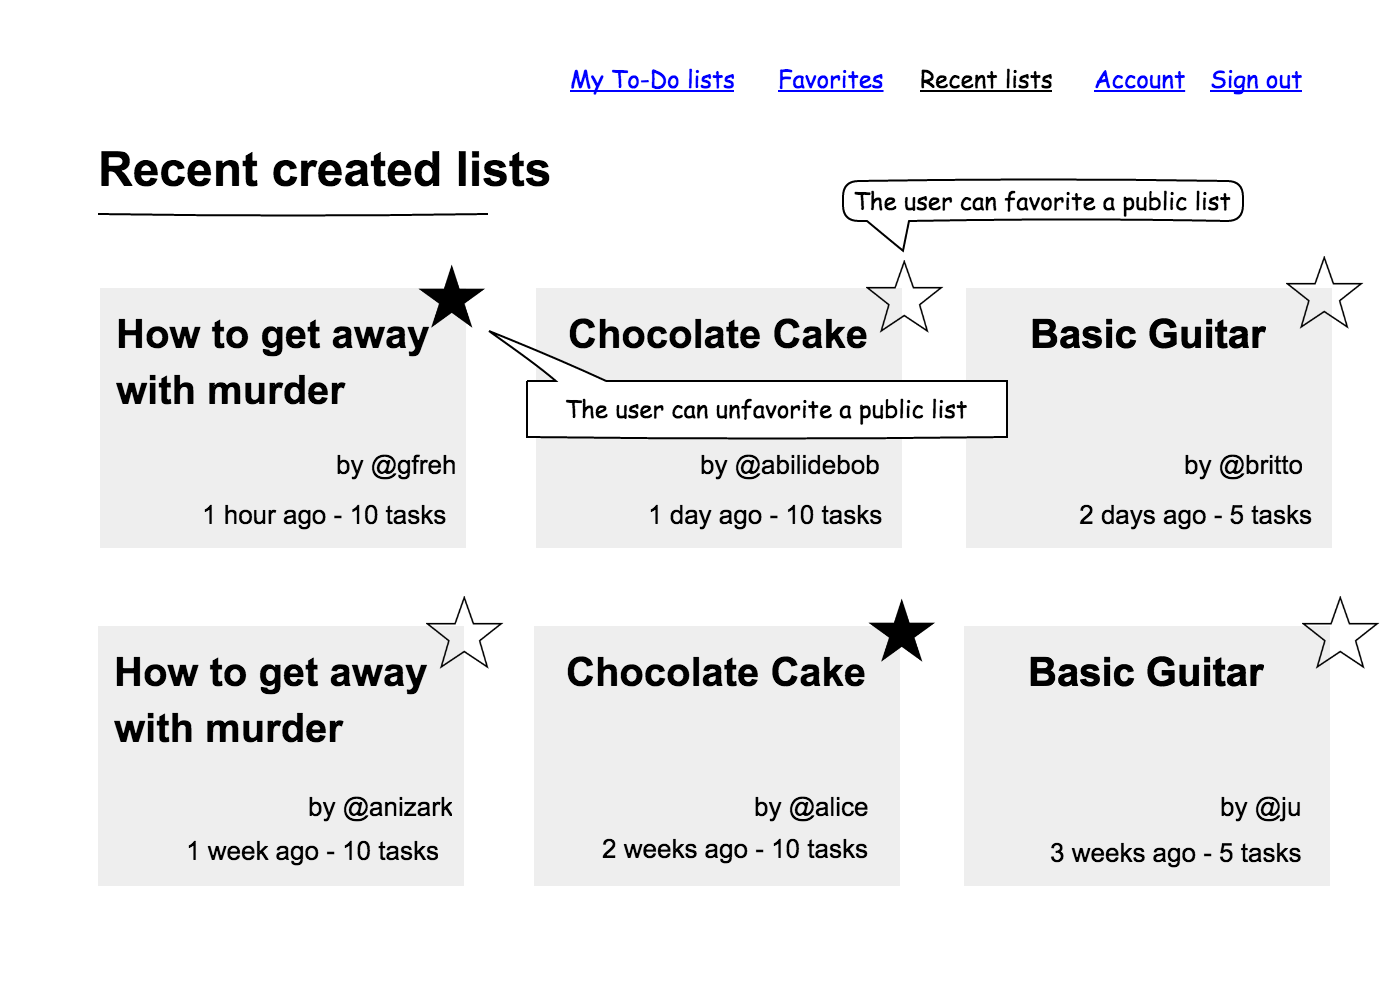 My To-Do lists Favorites Recent lists Account Sign out
Recent created lists
The user can favorite a public list
How to get away
with murder
by @gfreh
1 hour ago - 10 tasks
Chocolate Cake
The user can unfavorite a public list
by @abilidebob
1 day ago - 10 tasks
Basic Guitar
by @britto
2 days ago - 5 tasks
How to get away
with murder
by @anizark
1 week ago - 10 tasks
Chocolate Cake
by @alice
2 weeks ago - 10 tasks
Basic Guitar
by @ju
3 weeks ago - 5 tasks